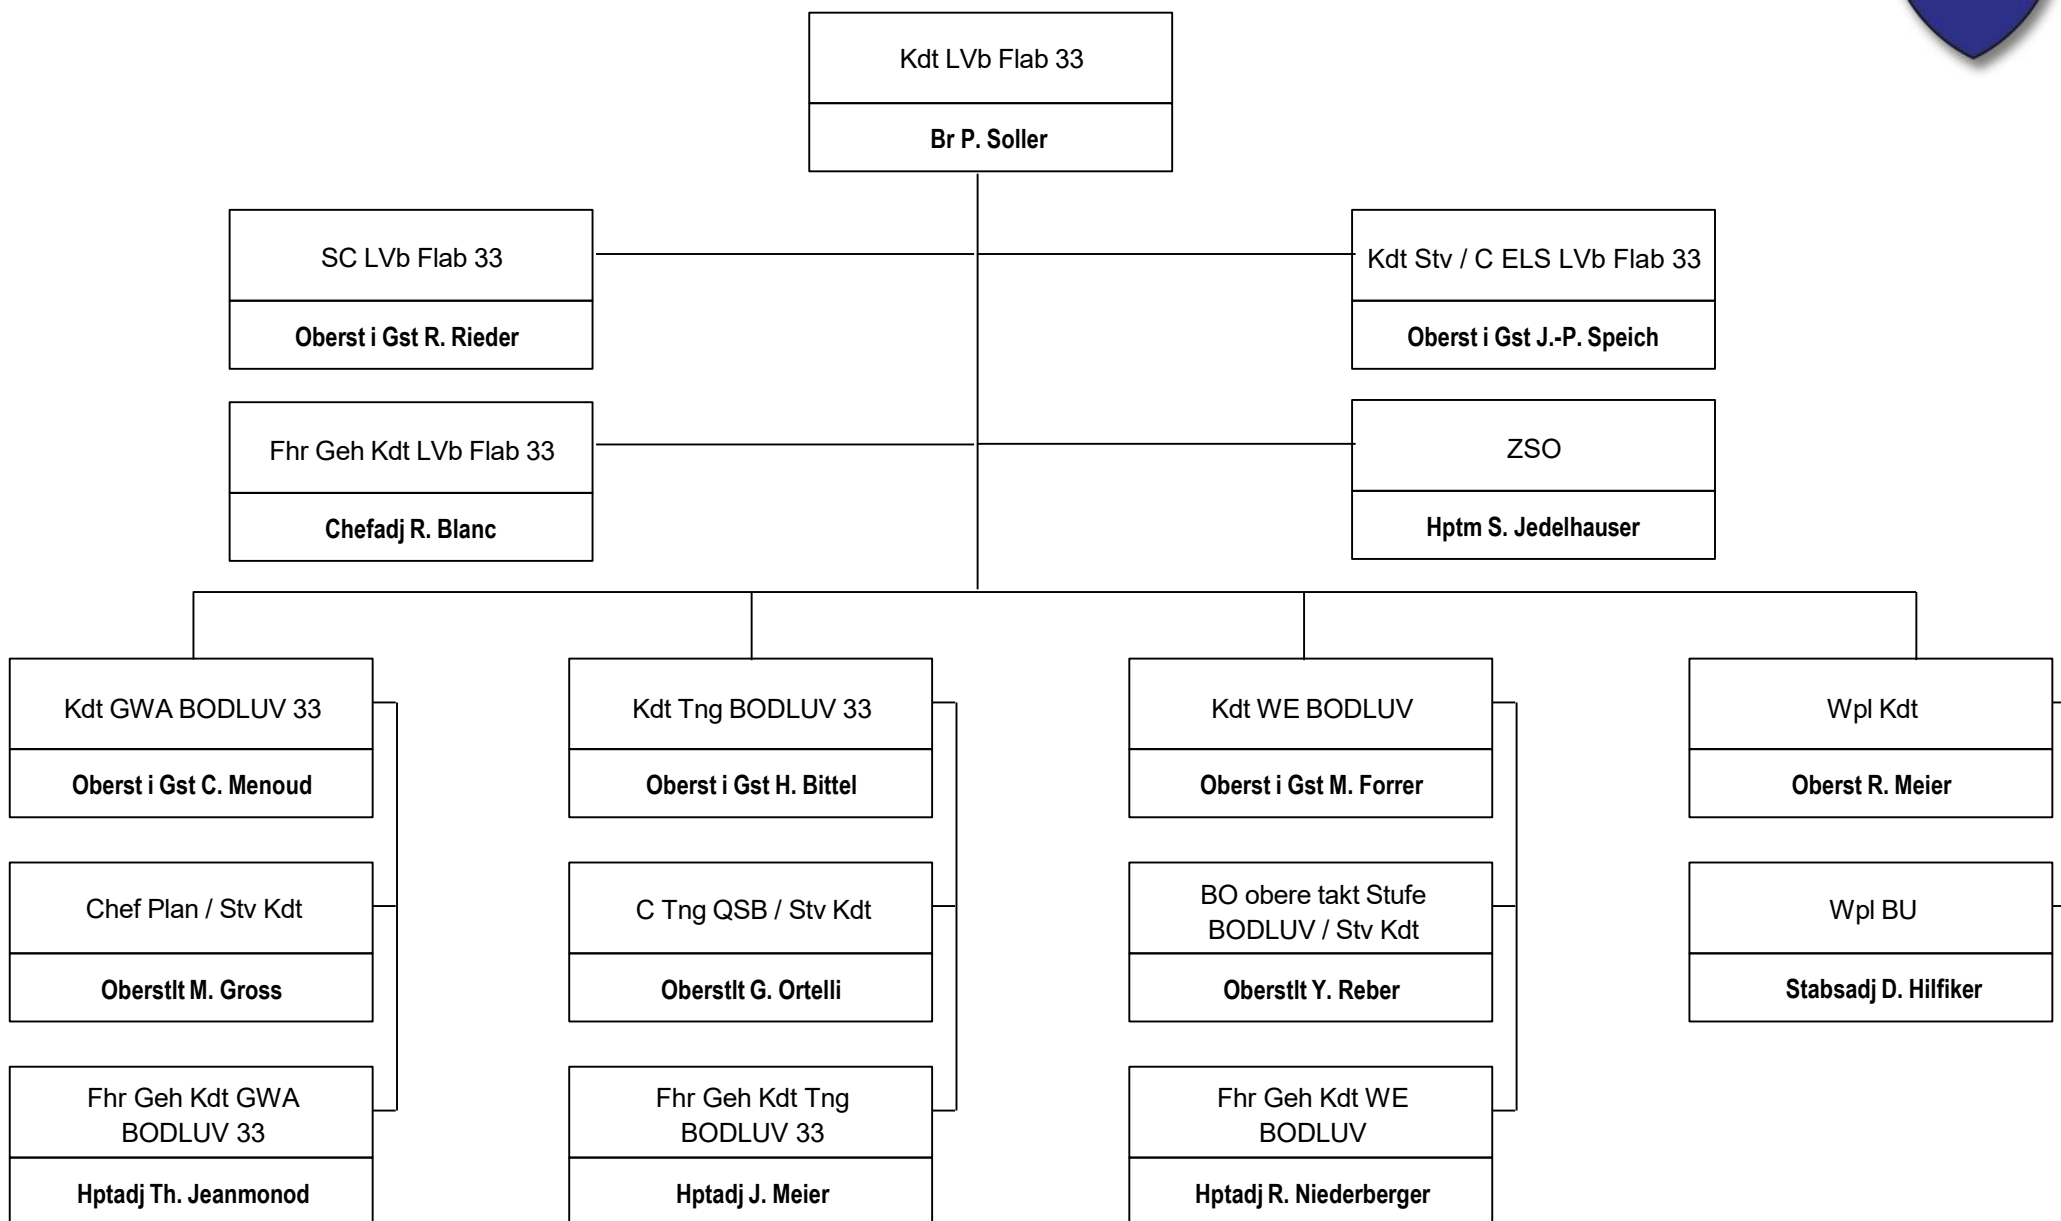 Kdt LVb Flab 33
Br P. Soller
SC LVb Flab 33
Oberst i Gst R. Rieder
Kdt Stv / C ELS LVb Flab 33
Oberst i Gst J.-P. Speich
Fhr Geh Kdt LVb Flab 33
Chefadj R. Blanc
ZSO
Hptm S. Jedelhauser
Kdt GWA BODLUV 33
Oberst i Gst C. Menoud
Chef Plan / Stv Kdt
Oberstlt M. Gross
Fhr Geh Kdt GWA
BODLUV 33
Hptadj Th. Jeanmonod
Kdt Tng BODLUV 33
Oberst i Gst H. Bittel
C Tng QSB / Stv Kdt
Oberstlt G. Ortelli
Fhr Geh Kdt Tng
BODLUV 33
Hptadj J. Meier
Kdt WE BODLUV
Oberst i Gst M. Forrer
BO obere takt Stufe
BODLUV / Stv Kdt
Oberstlt Y. Reber
Fhr Geh Kdt WE
BODLUV
Hptadj R. Niederberger
Wpl Kdt
Oberst R. Meier
Wpl BU
Stabsadj D. Hilfiker